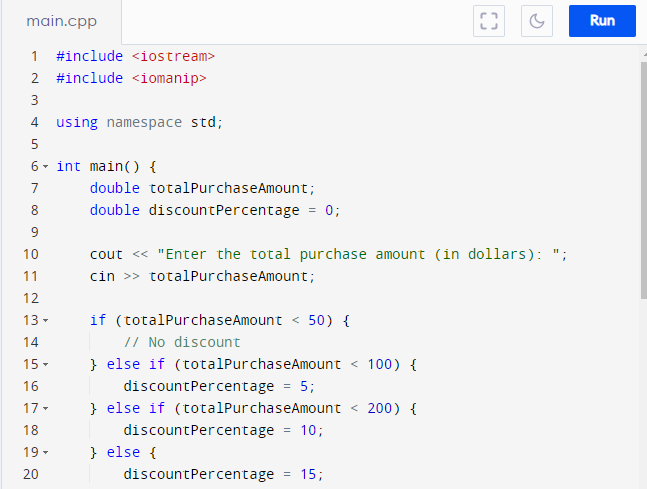 main.cpp
Run
1 #include <iostream>
2 #include <iomanip>
3
4 using namespace std;
5
6 int main() {
7     double totalPurchaseAmount;
8     double discountPercentage = 0;
9
10     cout << "Enter the total purchase amount (in dollars): ";
11     cin >> totalPurchaseAmount;
12
13     if (totalPurchaseAmount < 50) {
14         // No discount
15     } else if (totalPurchaseAmount < 100) {
16         discountPercentage = 5;
17     } else if (totalPurchaseAmount < 200) {
18         discountPercentage = 10;
19     } else {
20         discountPercentage = 15;